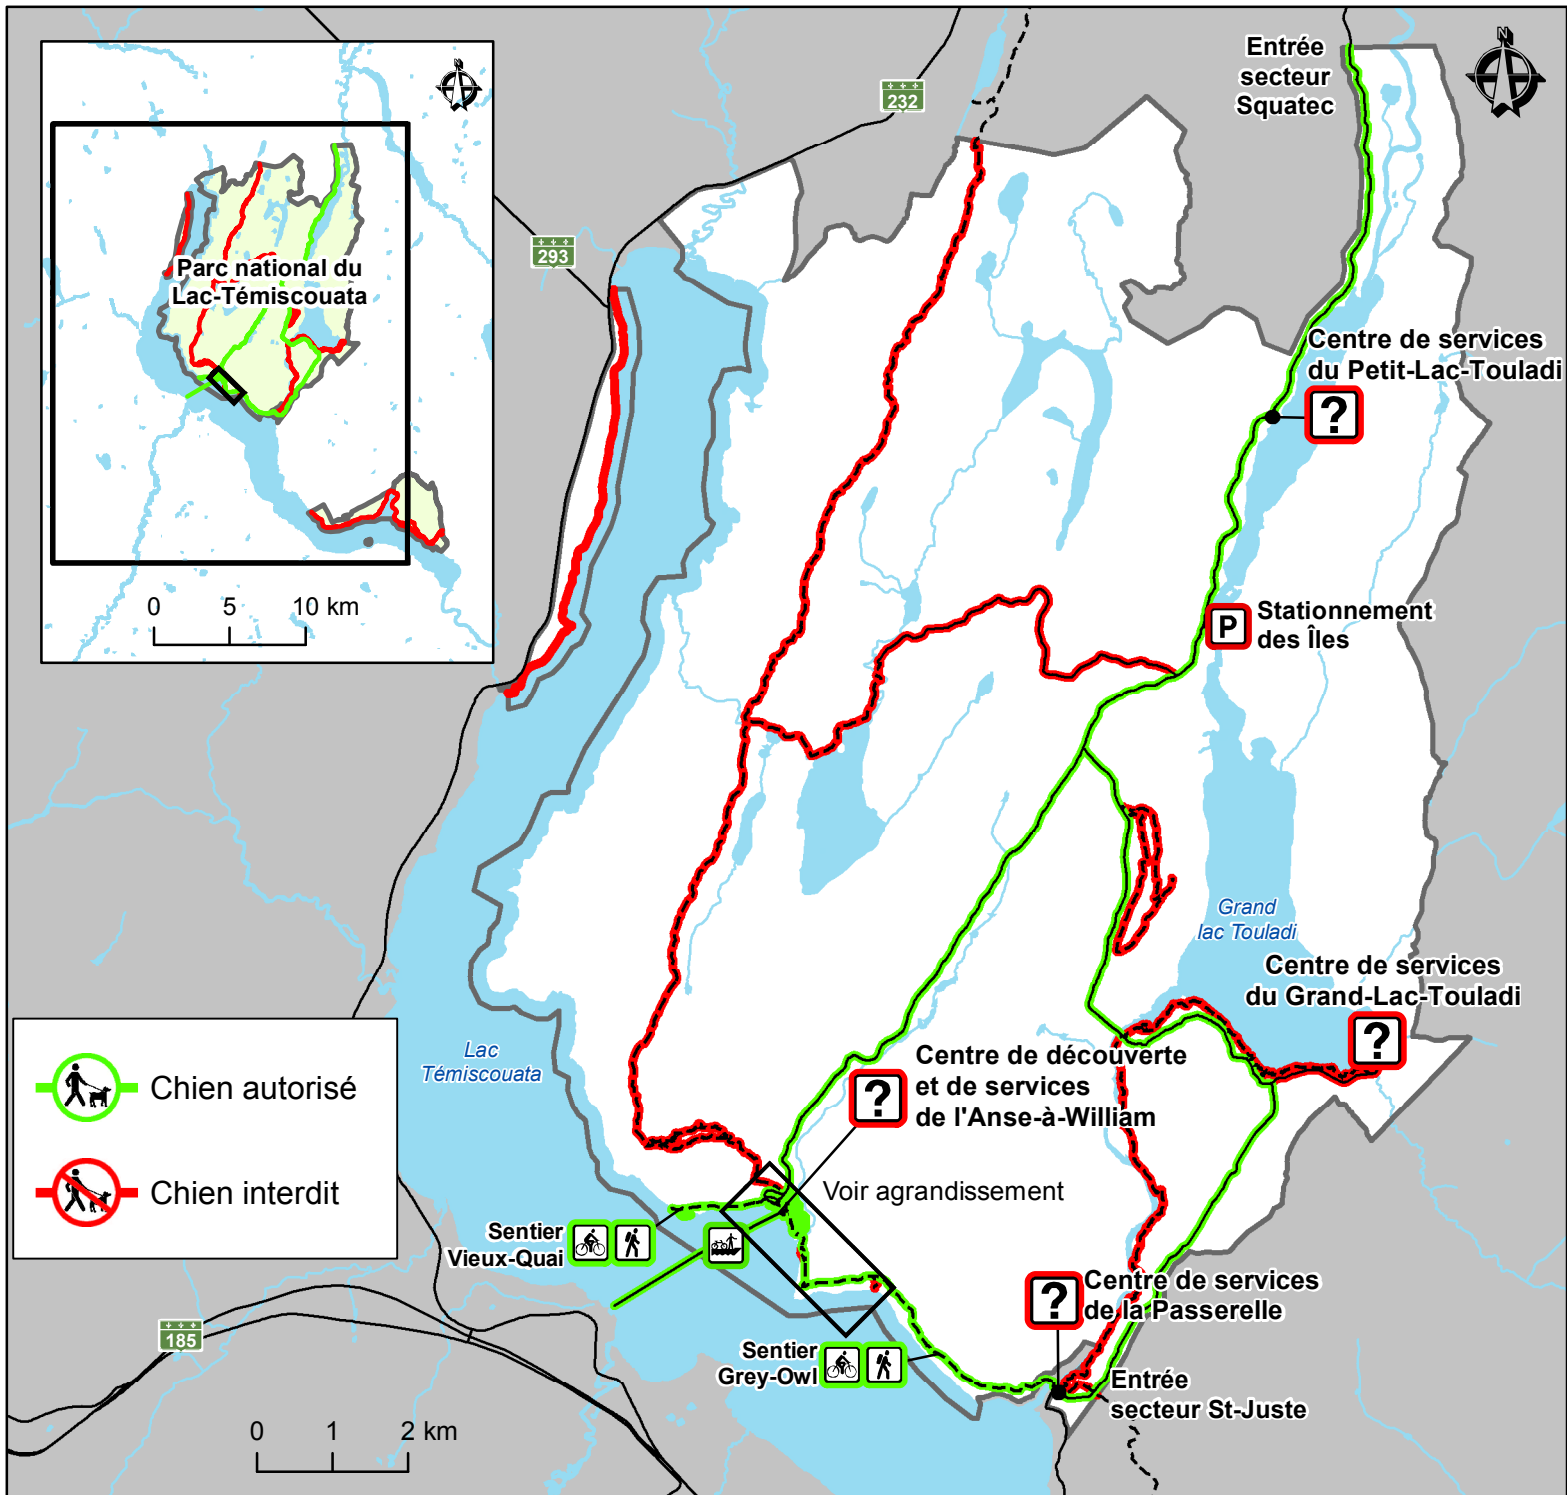 N
Parc national du
Lac-Témiscouata
0 5 10 km
232
293
Entrée
secteur
Squatec
N
Centre de services
du Petit-Lac-Touladi
?
P
Stationnement
des Îles
Grand
lac Touladi
Centre de services
du Grand-Lac-Touladi
?
Lac
Témiscouata
Centre de découverte
et de services
de l'Anse-à-William
?
Chien autorisé
Chien interdit
Voir agrandissement
Sentier
Vieux-Quai
Centre de services
de la Passerelle
?
185
Sentier
Grey-Owl
Entrée
secteur St-Juste
0 1 2 km